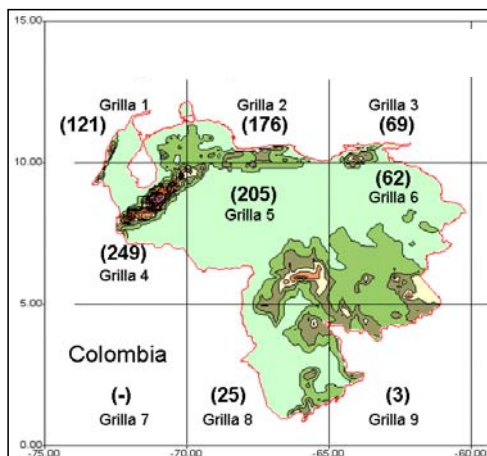 15.00
Grilla 1 Grilla 2 Grilla 3
(121) (176) (69)
10.00
(205) (62)
Grilla 5 Grilla 6
(249)
Grilla 4
5.00
Colombia
(-) (25) (3)
Grilla 7 Grilla 8 Grilla 9
0.00
-75.00 -70.00 -65.00 -60.00